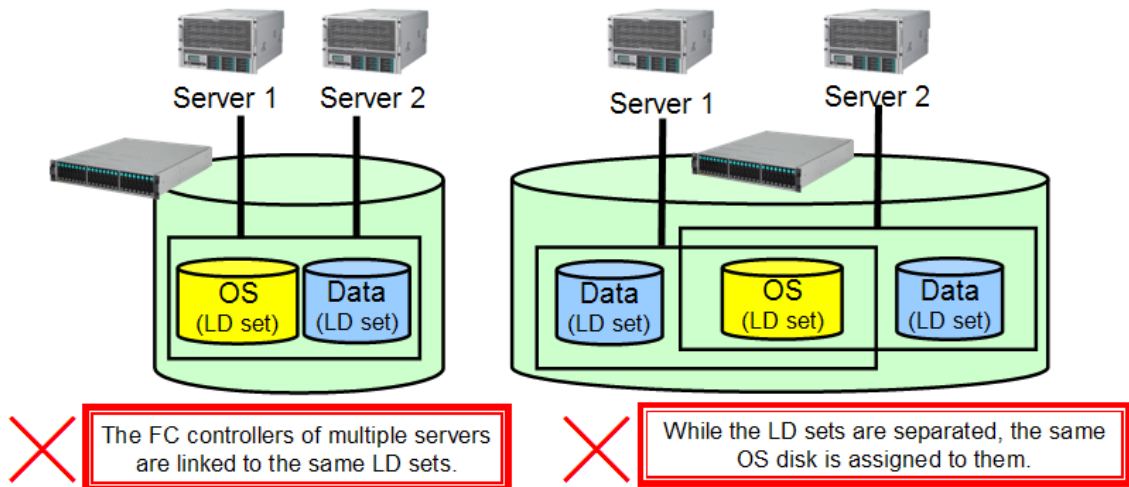 Server 1
Server 2
OS
(LD set)
Data
(LD set)
The FC controllers of multiple servers
are linked to the same LD sets.
Server 1
Server 2
Data
(LD set)
OS
(LD set)
Data
(LD set)
While the LD sets are separated, the same
OS disk is assigned to them.